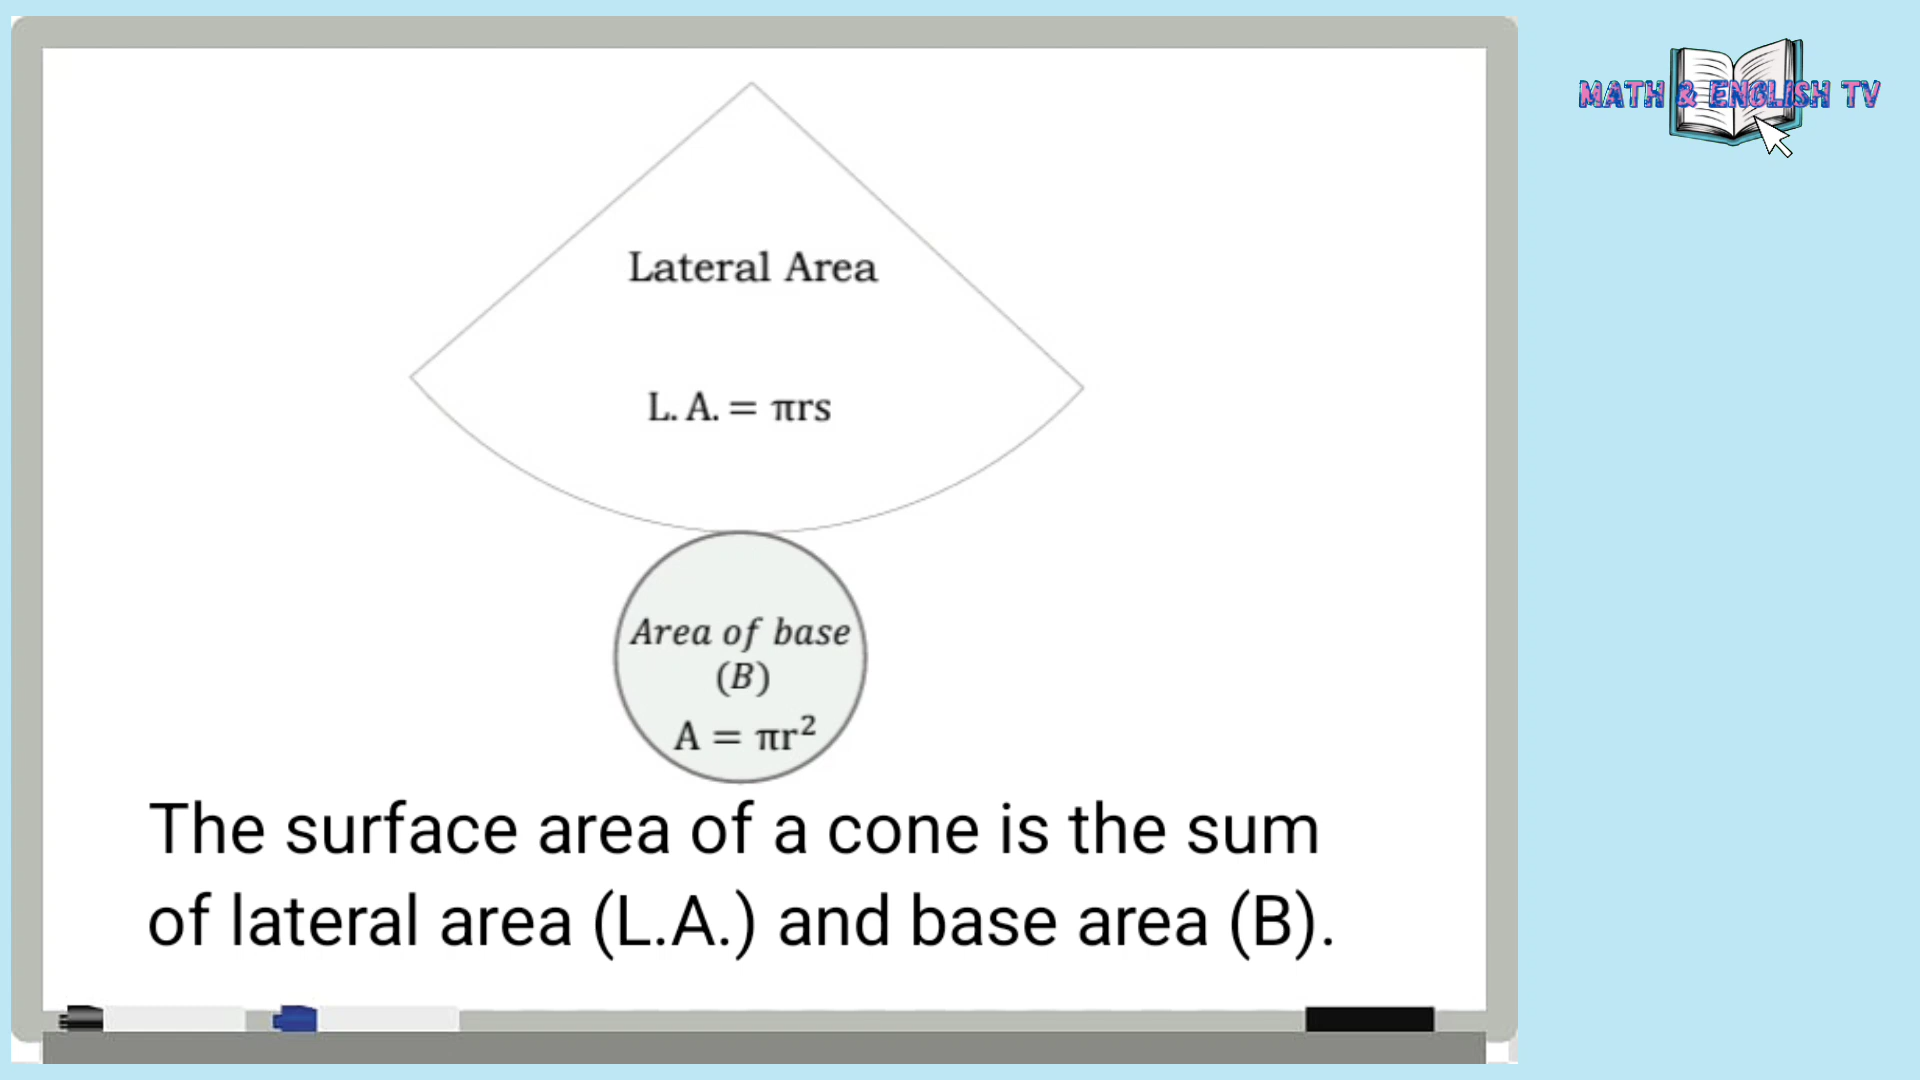 MATH & ENGLISH TV
Lateral Area
L. A. = πrs
Area of base
(B)
A = πr²
The surface area of a cone is the sum
of lateral area (L.A.) and base area (B).